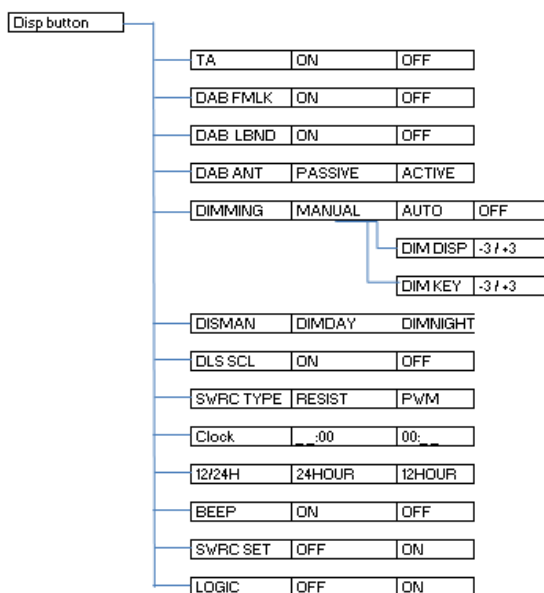 Disp button
TA ON OFF
DAB FMLK ON OFF
DAB LBND ON OFF
DAB ANT PASSIVE ACTIVE
DIMMING MANUAL AUTO OFF
DIM DISP -3 / +3
DIM KEY -3 / +3
DISMAN DIMDAY DIMNIGHT
DLS SCL ON OFF
SWRC TYPE RESIST PWM
Clock _ _:00 00:_ _
12/24H 24HOUR 12HOUR
BEEP ON OFF
SWRC SET OFF ON
LOGIC OFF ON